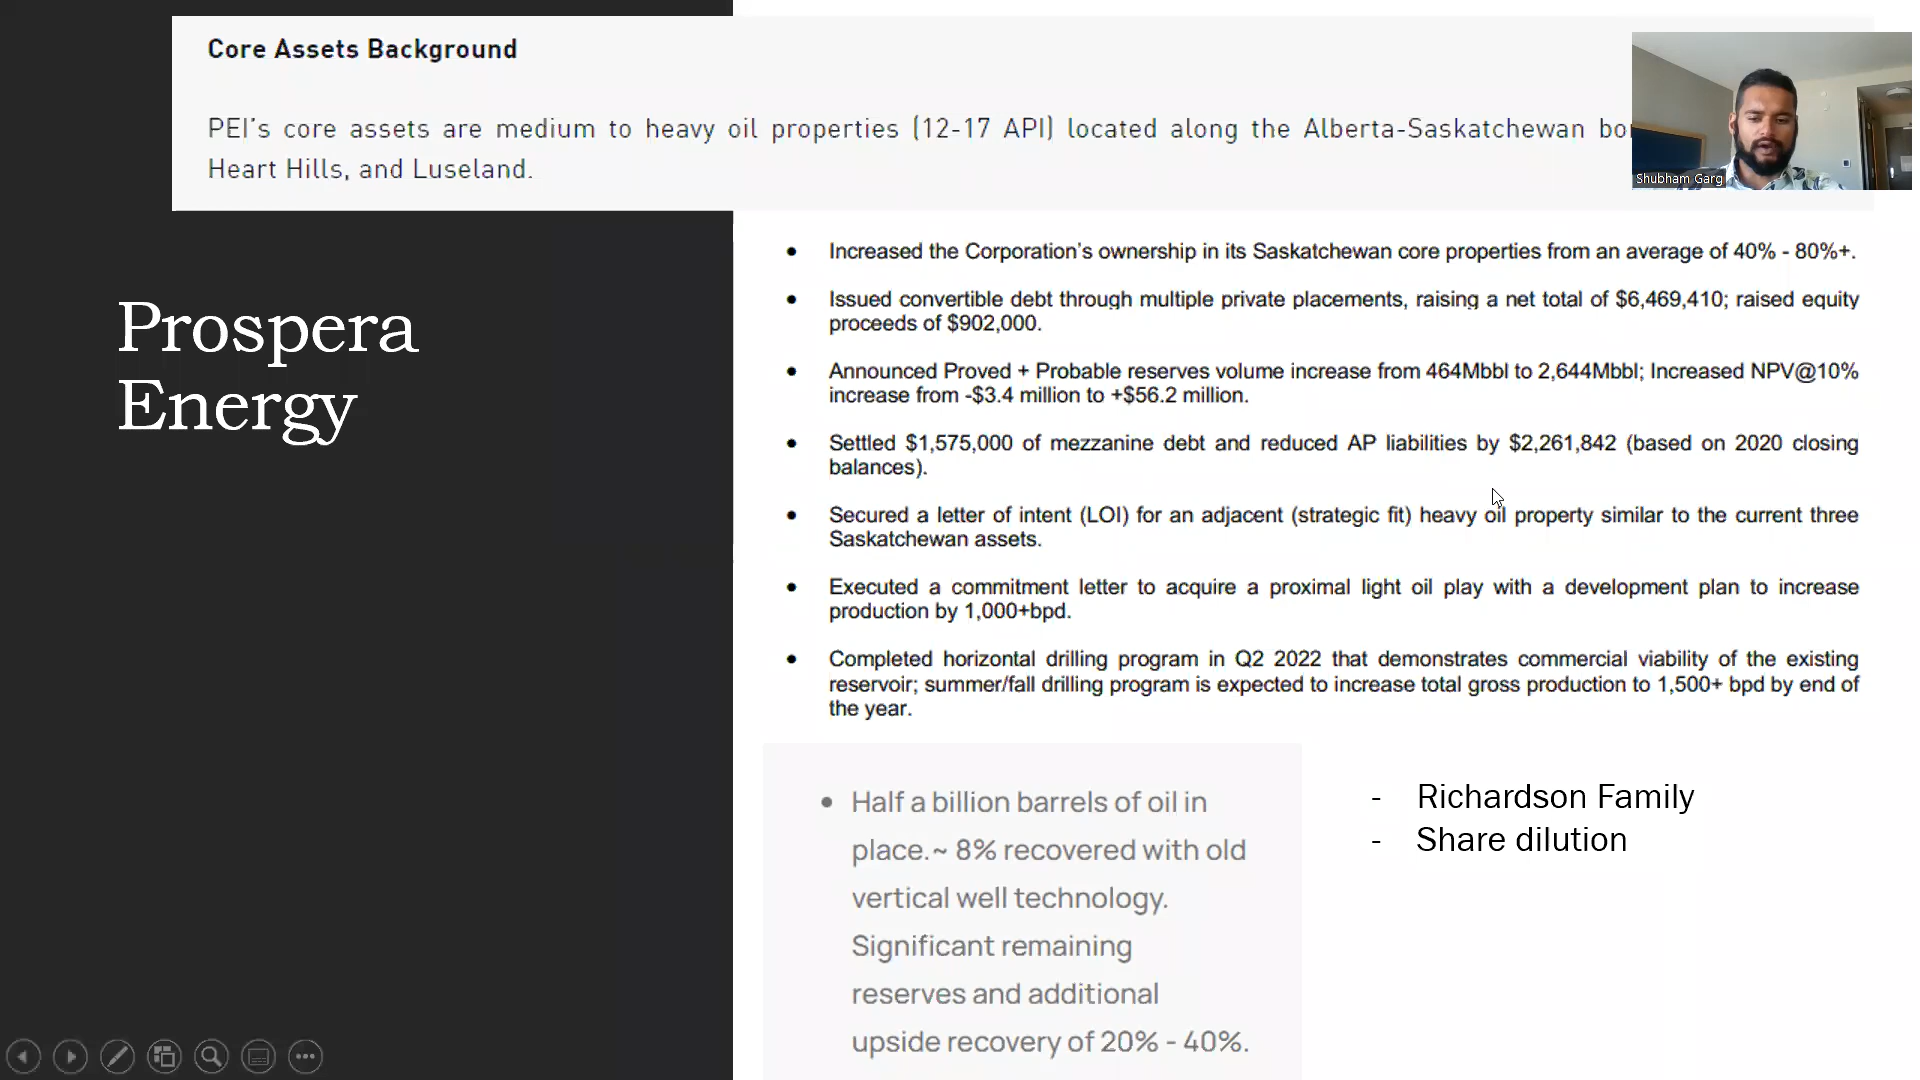 Core Assets Background
PEI's core assets are medium to heavy oil properties (12-17 API) located along the Alberta-Saskatchewan
Heart Hills, and Luseland.
Shubham Garg
Prospera
Energy
• Increased the Corporation's ownership in its Saskatchewan core properties from an average of 40% - 80%+.
• Issued convertible debt through multiple private placements, raising a net total of $6,469,410; raised equity
proceeds of $902,000.
• Announced Proved + Probable reserves volume increase from 464Mbbl to 2,644Mbbl; Increased NPV@10%
increase from -$3.4 million to +$56.2 million.
• Settled $1,575,000 of mezzanine debt and reduced AP liabilities by $2,261,842 (based on 2020 closing
balances).
• Secured a letter of intent (LOI) for an adjacent (strategic fit) heavy oil property similar to the current three
Saskatchewan assets.
• Executed a commitment letter to acquire a proximal light oil play with a development plan to increase
production by 1,000+bpd.
• Completed horizontal drilling program in Q2 2022 that demonstrates commercial viability of the existing
reservoir; summer/fall drilling program is expected to increase total gross production to 1,500+ bpd by end of
the year.
• Half a billion barrels of oil in
place.~ 8% recovered with old
vertical well technology.
Significant remaining
reserves and additional
upside recovery of 20% - 40%.
- Richardson Family
- Share dilution